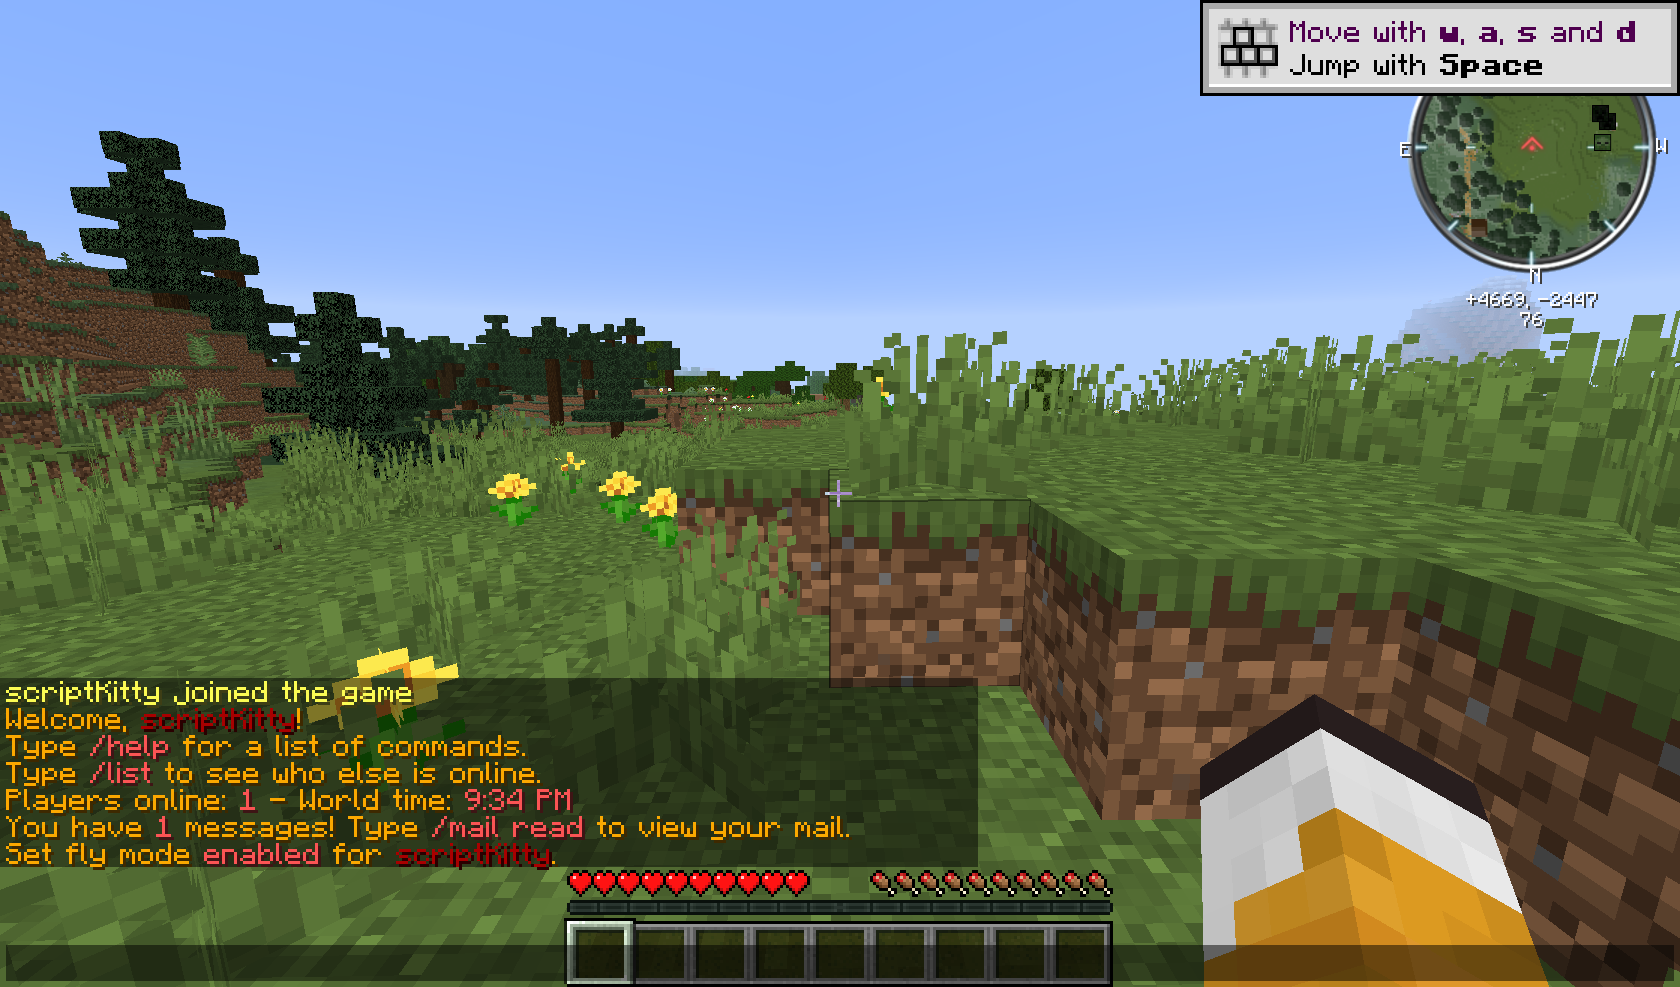 Move with w, a, s and d
Jump with Space
E
W
N
+4669, -2447
76
scriptKitty joined the game
Welcome, scriptKitty!
Type /help for a list of commands.
Type /list to see who else is online.
Players online: 1 - World time: 9:34 PM
You have 1 messages! Type /mail read to view your mail.
Set fly mode enabled for scriptKitty.